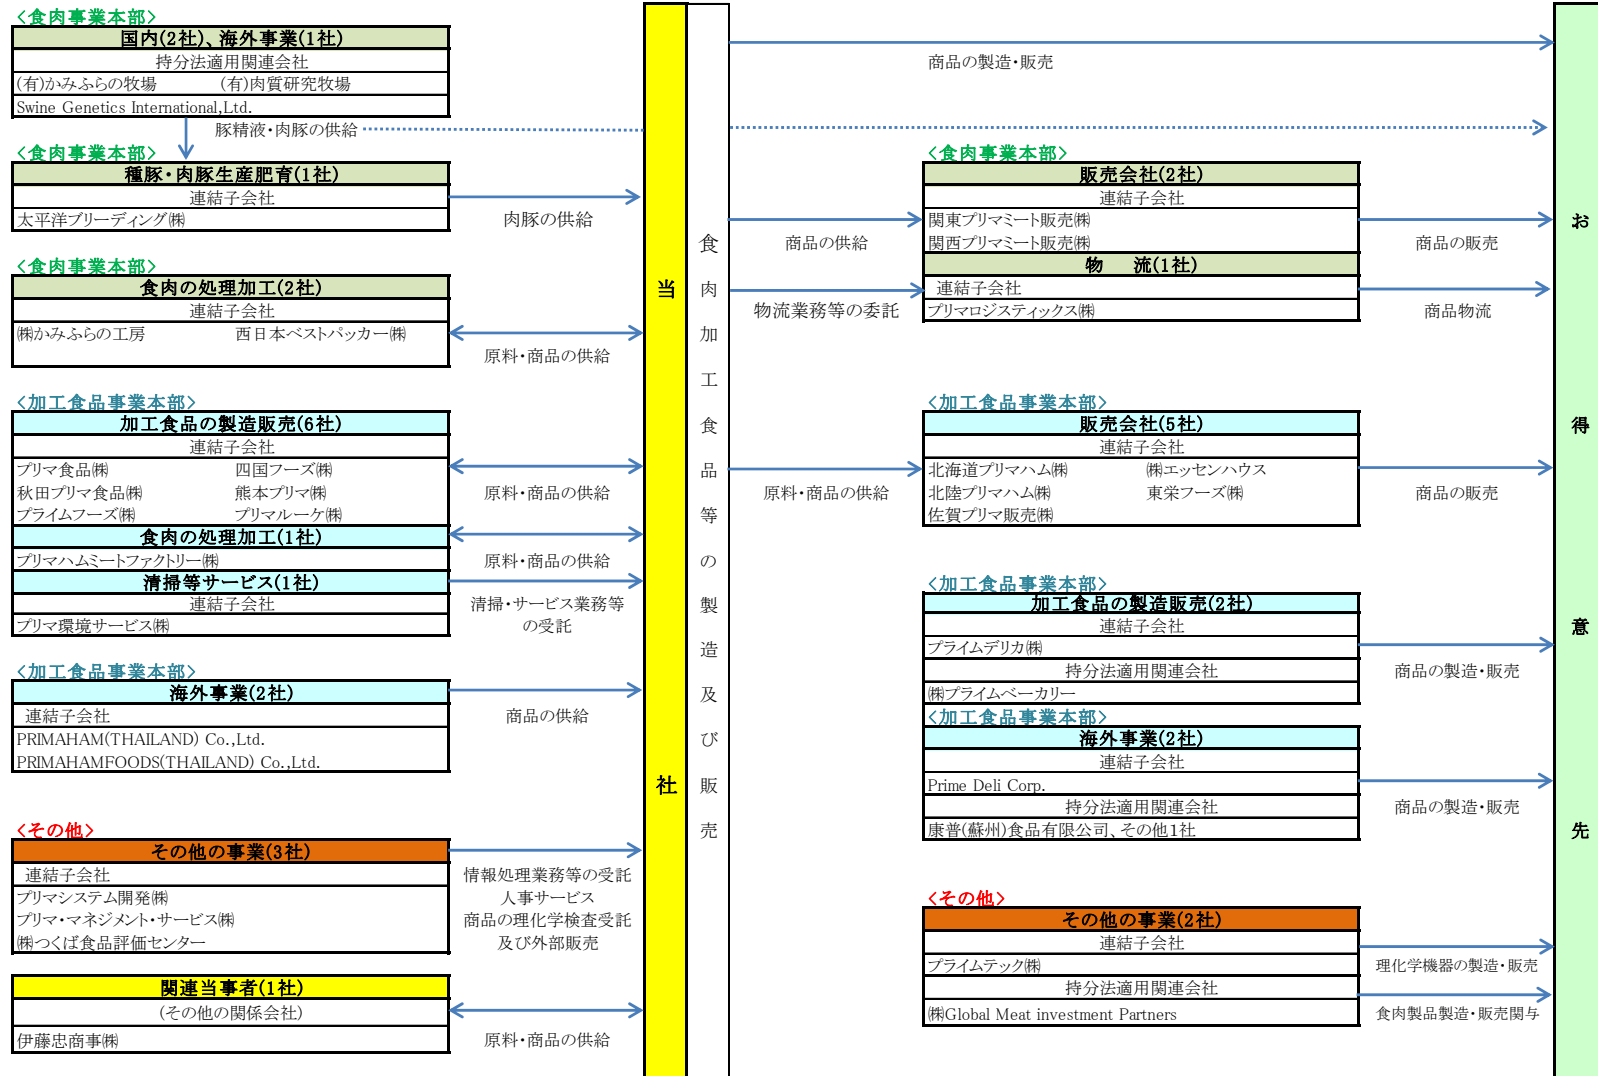 <食肉事業本部>
国内(2社)、海外事業(1社)
持分法適用関連会社
(有)かみふらの牧場 (有)肉質研究牧場
Swine Genetics International,Ltd.
豚精液・肉豚の供給
<食肉事業本部>
種豚・肉豚生産肥育(1社)
連結子会社
太平洋ブリーディング㈱
肉豚の供給
<食肉事業本部>
食肉の処理加工(2社)
連結子会社
㈱かみふらの工房 西日本ベストパッカー㈱
原料・商品の供給
<加工食品事業本部>
加工食品の製造販売(6社)
連結子会社
プリマ食品㈱ 四国フーズ㈱
秋田プリマ食品㈱ 熊本プリマ㈱
プライムフーズ㈱ プリマルーケ㈱
原料・商品の供給
食肉の処理加工(1社)
プリマハムミートファクトリー㈱
原料・商品の供給
清掃等サービス(1社)
連結子会社
プリマ環境サービス㈱
清掃・サービス業務等
の受託
<加工食品事業本部>
海外事業(2社)
連結子会社
PRIMAHAM(THAILAND) Co.,Ltd.
PRIMAHAMFOODS(THAILAND) Co.,Ltd.
商品の供給
<その他>
その他の事業(3社)
連結子会社
プリマシステム開発㈱
プリマ・マネジメント・サービス㈱
㈱つくば食品評価センター
情報処理業務等の受託
人事サービス
商品の理化学検査受託
及び外部販売
関連当事者(1社)
(その他の関係会社)
伊藤忠商事㈱
原料・商品の供給
当社
食肉加工食品等の製造及び販売
商品の製造・販売
<食肉事業本部>
販売会社(2社)
連結子会社
関東プリマミート販売㈱
関西プリマミート販売㈱
商品の供給
商品の販売
物 流(1社)
連結子会社
プリマロジスティックス㈱
物流業務等の委託
商品物流
<加工食品事業本部>
販売会社(5社)
連結子会社
北海道プリマハム㈱ ㈱エッセンハウス
北陸プリマハム㈱ 東栄フーズ㈱
佐賀プリマ販売㈱
原料・商品の供給
商品の販売
<加工食品事業本部>
加工食品の製造販売(2社)
連結子会社
プライムデリカ㈱
持分法適用関連会社
㈱プライムベーカリー
商品の製造・販売
<加工食品事業本部>
海外事業(2社)
連結子会社
Prime Deli Corp.
持分法適用関連会社
康普(蘇州)食品有限公司、その他1社
商品の製造・販売
<その他>
その他の事業(2社)
連結子会社
プライムテック㈱
理化学機器の製造・販売
持分法適用関連会社
㈱Global Meat investment Partners
食肉製品製造・販売関与
お得意先